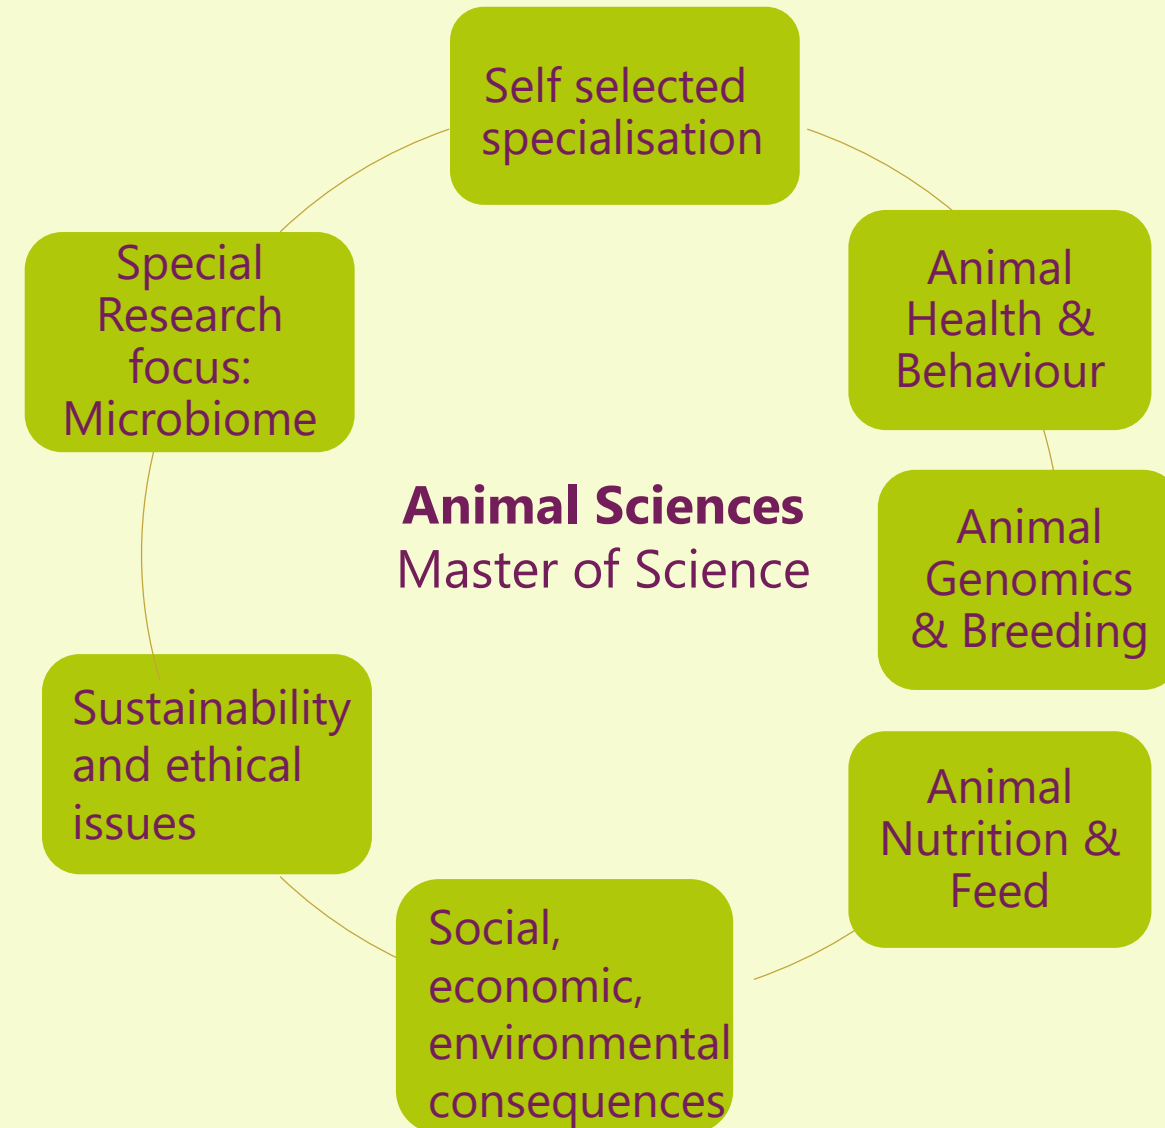 Self selected
specialisation
Animal
Health &
Behaviour
Animal
Genomics
& Breeding
Animal
Nutrition &
Feed
Social,
economic,
environmental
consequences
Sustainability
and ethical
issues
Special
Research
focus:
Microbiome
Animal Sciences
Master of Science